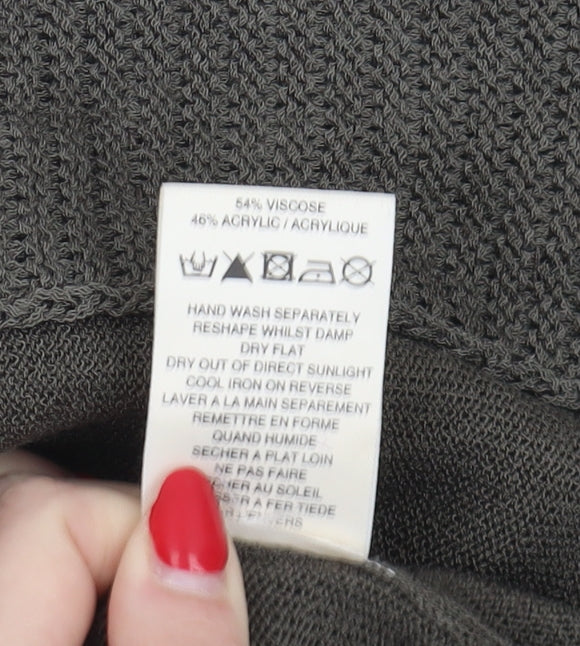 54% VISCOSE
46% ACRYLIC / ACRYLIQUE
HAND WASH SEPARATELY
RESHAPE WHILST DAMP
DRY FLAT
DRY OUT OF DIRECT SUNLIGHT
COOL IRON ON REVERSE
LAVER A LA MAIN SEPAREMENT
REMETTRE EN FORME
QUAND HUMIDE
SECHER A PLAT LOIN
NE PAS FAIRE
AU SOLEIL
A FER TIEDE